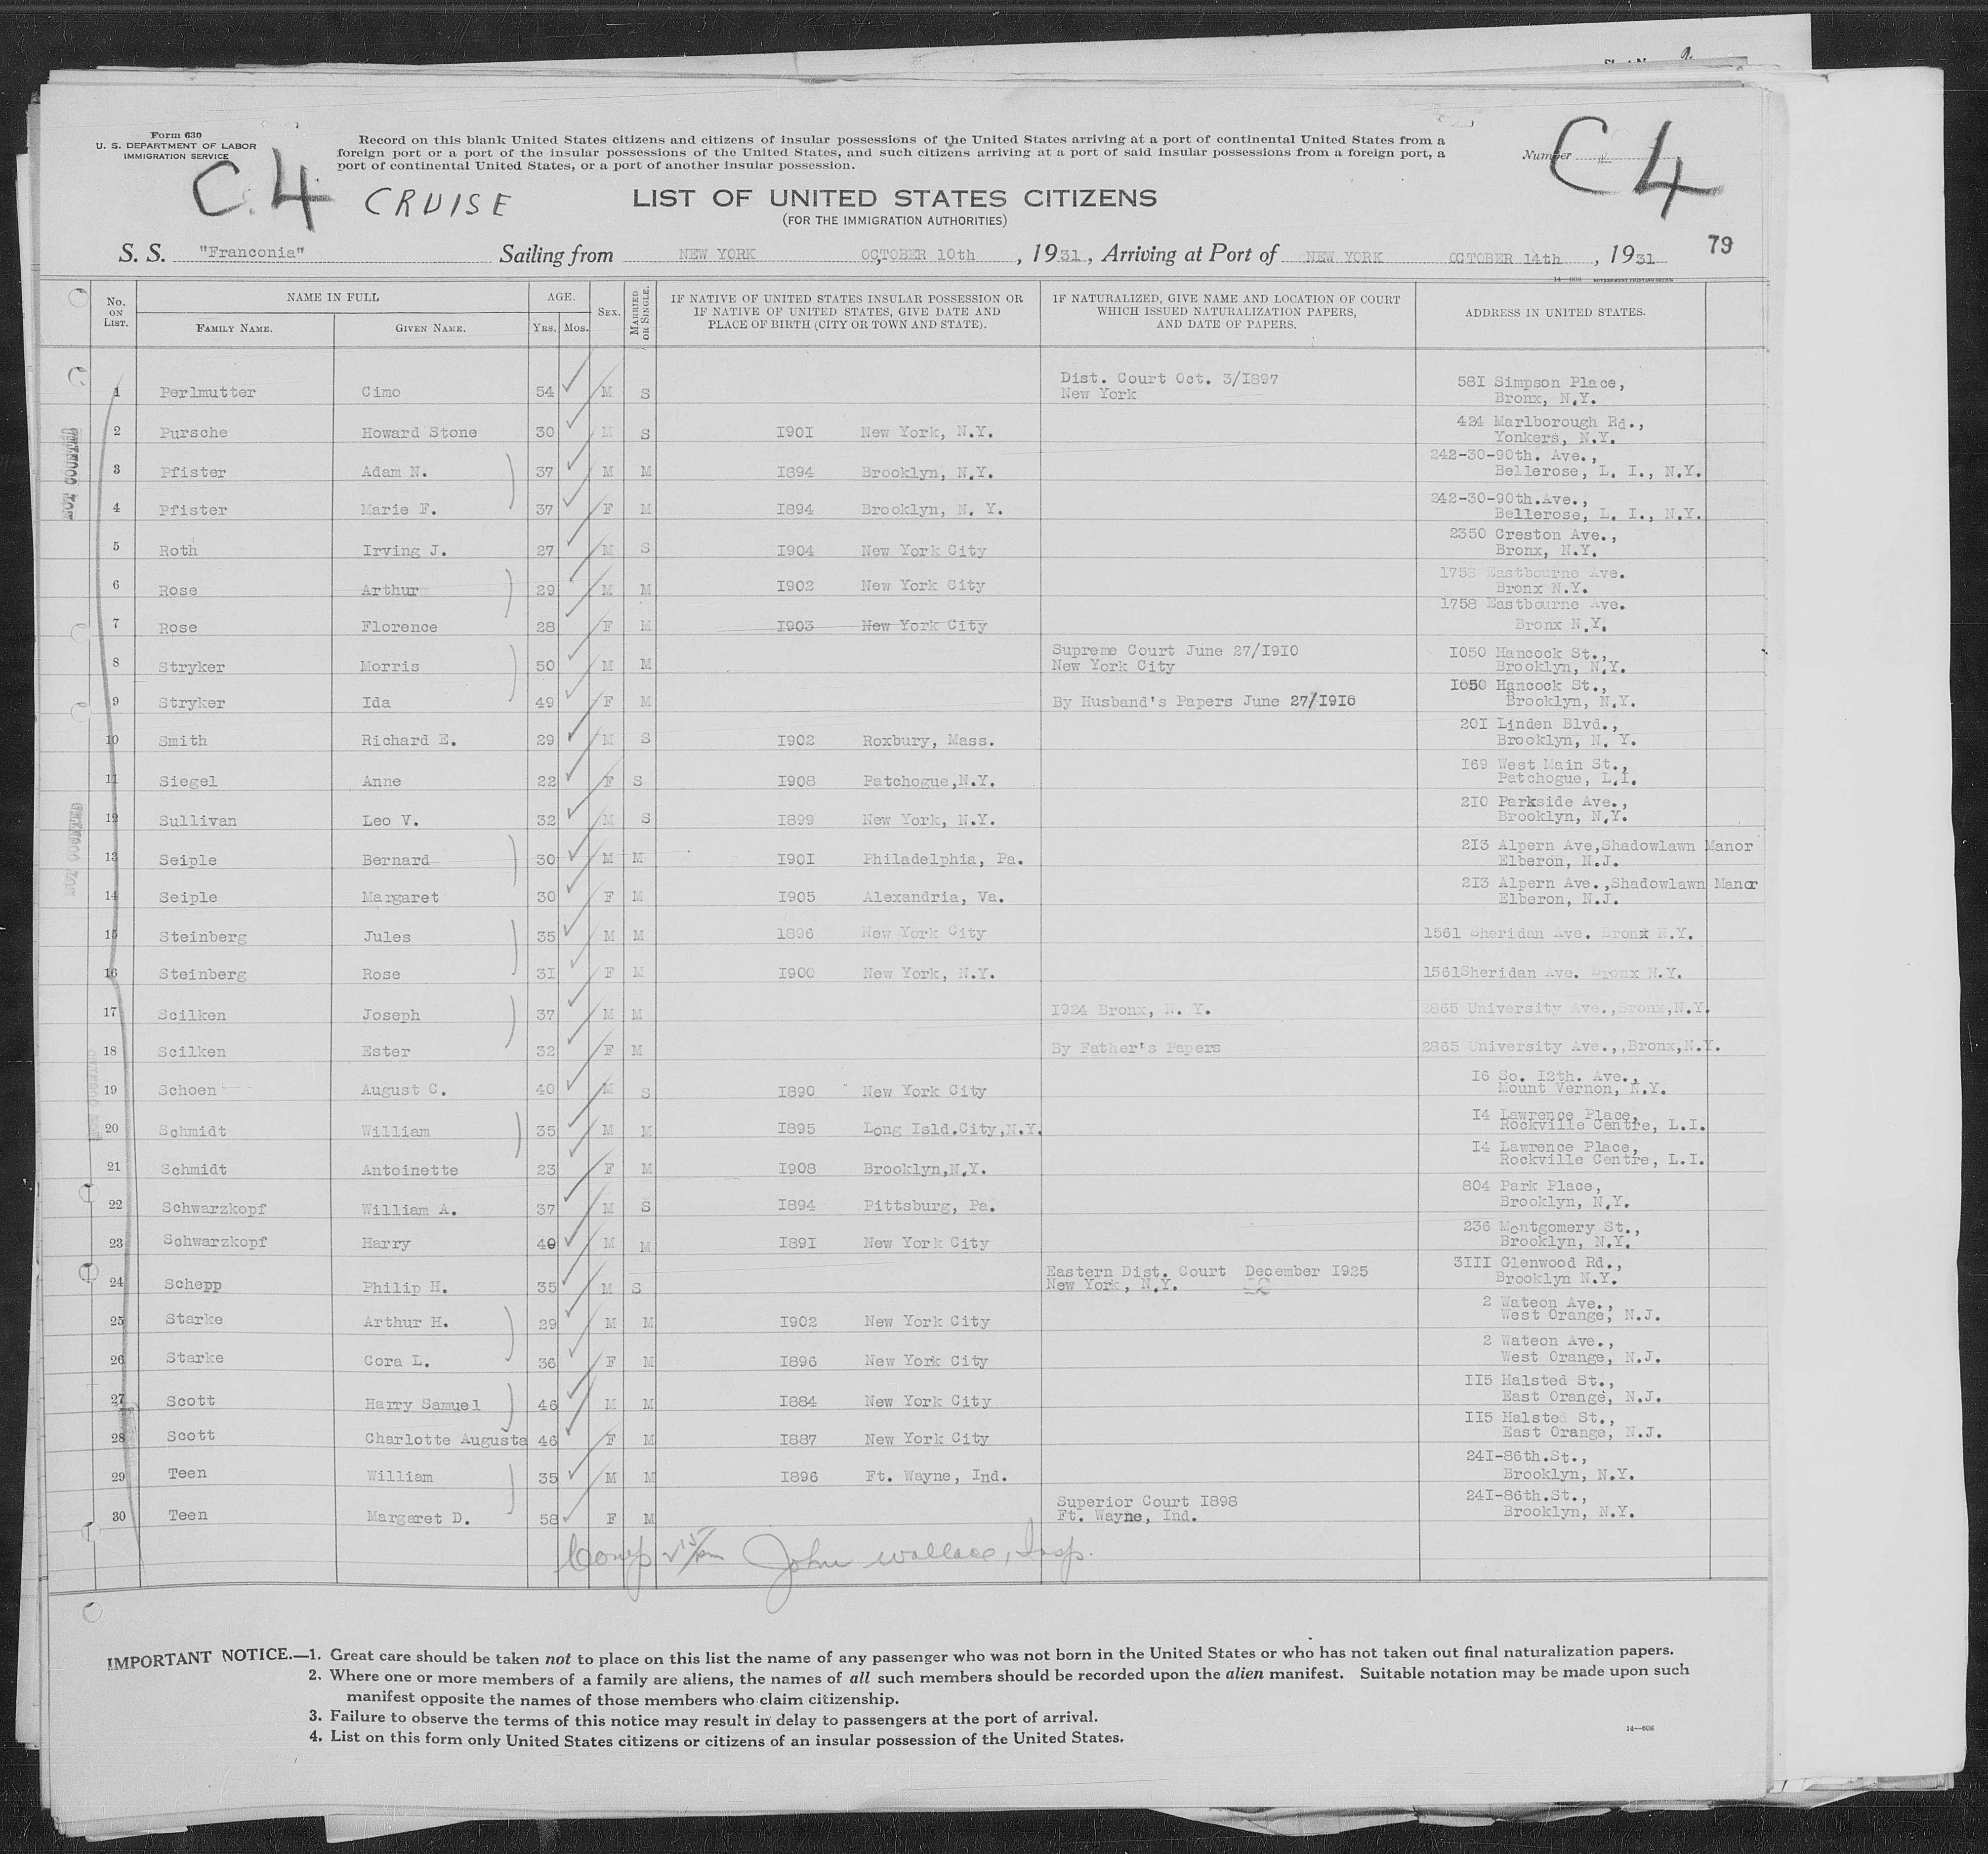 Form 630
U. S. DEPARTMENT OF LABOR
IMMIGRATION SERVICE
Record on this blank United States citizens and citizens of insular possessions of the United States arriving at a port of continental United States from a
foreign port or a port of the insular possessions of the United States, and such citizens arriving at a port of said insular possessions from a foreign port, a
port of continental United States, or a port of another insular possession.
Number
C 4
C 4 CRUISE
LIST OF UNITED STATES CITIZENS
(FOR THE IMMIGRATION AUTHORITIES)
S. S. "Franconia" Sailing from NEW YORK OCTOBER 10th, 1931, Arriving at Port of NEW YORK OCTOBER 14th, 1931
79
No. ON LIST. NAME IN FULL FAMILY NAME. GIVEN NAME. AGE. YRS. MOS. SEX. MARRIED OR SINGLE. IF NATIVE OF UNITED STATES INSULAR POSSESSION OR IF NATIVE OF UNITED STATES, GIVE DATE AND PLACE OF BIRTH (CITY OR TOWN AND STATE). IF NATURALIZED, GIVE NAME AND LOCATION OF COURT WHICH ISSUED NATURALIZATION PAPERS, AND DATE OF PAPERS. ADDRESS IN UNITED STATES.
1 Perlmutter Cimo 54 M S Dist. Court Oct. 3/1897 New York 581 Simpson Place, Bronx, N.Y.
2 Pursche Howard Stone 30 M S 1901 New York, N.Y. 424 Marlborough Rd., Yonkers, N.Y.
3 Pfister Adam N. 37 M M 1894 Brooklyn, N.Y. 242-30-90th. Ave., Bellerose, L. I., N.Y.
4 Pfister Marie F. 37 F M 1894 Brooklyn, N. Y. 242-30-90th.Ave., Bellerose, L. I., N.Y.
5 Roth Irving J. 27 M S 1904 New York City 2350 Creston Ave., Bronx, N.Y.
6 Rose Arthur 29 M M 1902 New York City 1758 Eastbourne Ave. Bronx N.Y.
7 Rose Florence 28 F M 1903 New York City 1758 Eastbourne Ave. Bronx N.Y.
8 Stryker Morris 50 M M Supreme Court June 27/1910 New York City 1050 Hancock St., Brooklyn, N.Y.
9 Stryker Ida 49 F M By Husband's Papers June 27/1910 1050 Hancock St., Brooklyn, N.Y.
10 Smith Richard E. 29 M S 1902 Roxbury, Mass. 201 Linden Blvd., Brooklyn, N. Y.
11 Siegel Anne 22 F S 1908 Patchogue,N.Y. 169 West Main St., Patchogue, L.I.
12 Sullivan Leo V. 32 M S 1899 New York, N.Y. 210 Parkside Ave., Brooklyn, N.Y.
13 Seiple Bernard 30 M M 1901 Philadelphia, Pa. 213 Alpern Ave,Shadowlawn Manor Elberon, N.J.
14 Seiple Margaret 30 F M 1905 Alexandria, Va. 213 Alpern Ave.,Shadowlawn Manor Elberon, N.J.
15 Steinberg Jules 35 M M 1896 New York City 1561 Sheridan Ave. Bronx N.Y.
16 Steinberg Rose 31 F M 1900 New York, N.Y. 1561Sheridan Ave. Bronx N.Y.
17 Scilken Joseph 37 M M 1924 Bronx, N. Y. 2865 University Ave.,Bronx,N.Y.
18 Scilken Ester 32 F M By Father's Papers 2865 University Ave.,,Bronx,N.Y.
19 Schoen August C. 40 M S 1890 New York City 16 So. 12th. Ave., Mount Vernon, N.Y.
20 Schmidt William 35 M M 1895 Long Isld.City,N.Y. 14 Lawrence Place, Rockville Centre, L.I.
21 Schmidt Antoinette 23 F M 1908 Brooklyn,N.Y. 14 Lawrence Place, Rockville Centre, L.I.
22 Schwarzkopf William A. 37 M S 1894 Pittsburg, Pa. 804 Park Place, Brooklyn, N.Y.
23 Schwarzkopf Harry 40 M M 1891 New York City 236 Montgomery St., Brooklyn, N.Y.
24 Schepp Philip H. 35 M S Eastern Dist. Court December 1925 New York, N.Y. 3111 Glenwood Rd., Brooklyn N.Y.
25 Starke Arthur H. 29 M M 1902 New York City 2 Wateon Ave., West Orange, N.J.
26 Starke Cora L. 36 F M 1896 New York City 2 Wateon Ave., West Orange, N.J.
27 Scott Harry Samuel 46 M M 1884 New York City 115 Halsted St., East Orange, N.J.
28 Scott Charlotte Augusta 46 F M 1887 New York City 115 Halsted St., East Orange, N.J.
29 Teen William 35 M M 1896 Ft. Wayne, Ind. 241-86th.St., Brooklyn, N.Y.
30 Teen Margaret D. 58 F M Superior Court 1898 Ft. Wayne, Ind. 241-86th.St., Brooklyn, N.Y.
NOT COUNTED
NOT COUNTED
Comp John Wallace, Insp.
IMPORTANT NOTICE.—1. Great care should be taken not to place on this list the name of any passenger who was not born in the United States or who has not taken out final naturalization papers.
2. Where one or more members of a family are aliens, the names of all such members should be recorded upon the alien manifest. Suitable notation may be made upon such
manifest opposite the names of those members who claim citizenship.
3. Failure to observe the terms of this notice may result in delay to passengers at the port of arrival.
4. List on this form only United States citizens or citizens of an insular possession of the United States.
14—608